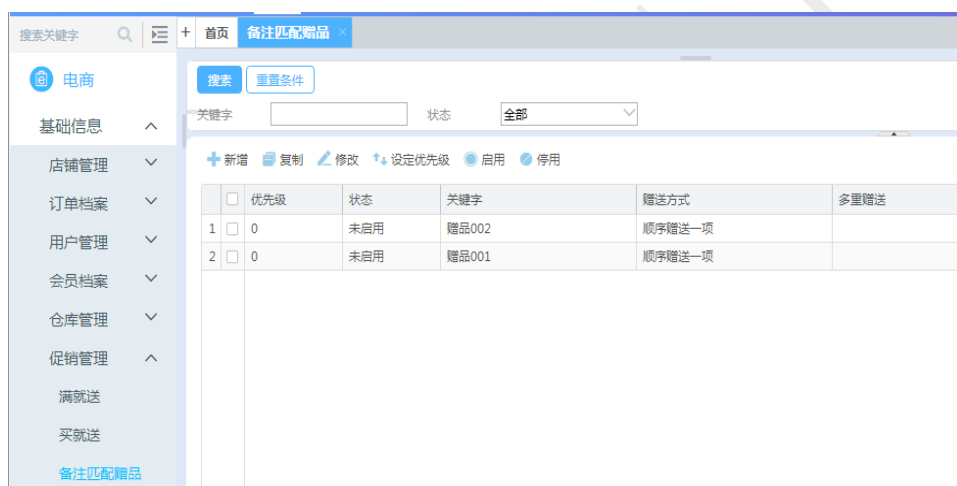 搜素关键字
+ 首页 备注匹配赠品 ×
电商
基础信息
店铺管理
订单档案
用户管理
会员档案
仓库管理
促销管理
满就送
买就送
备注匹配赠品
搜素 重置条件
关键字 状态 全部
新增 复制 修改 设定优先级 启用 停用
优先级 状态 关键字 赠送方式 多重赠送
1 0 未启用 赠品002 顺序赠送一项
2 0 未启用 赠品001 顺序赠送一项